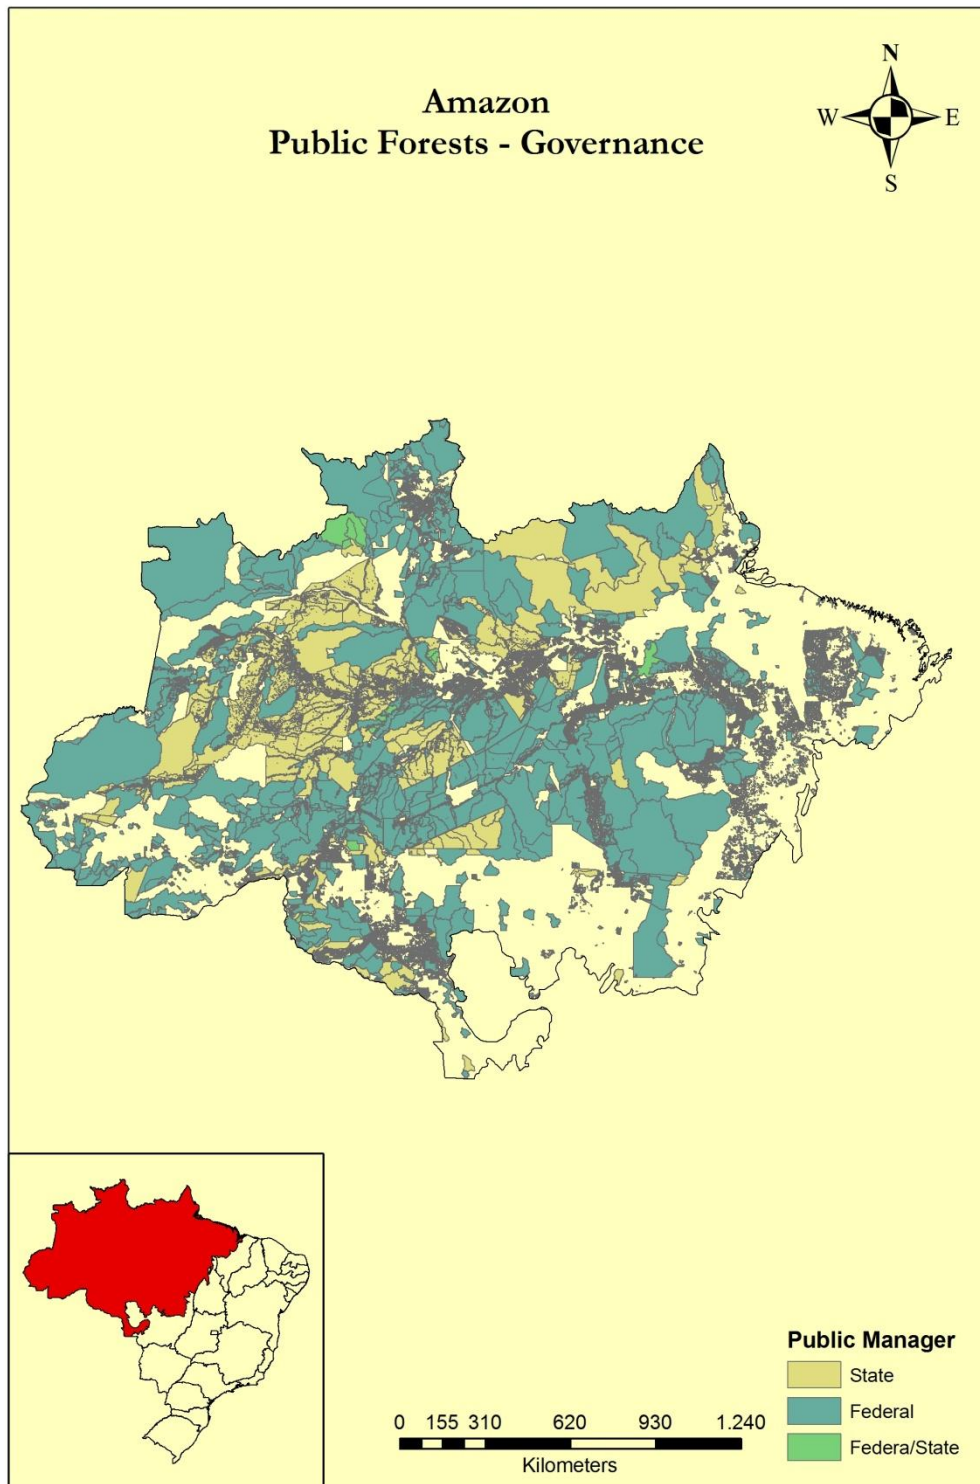 N
Amazon
W E
Public Forests - Governance
S
Public Manager
State
0 155 310 620 930 1.240
Federal
Federa/State
Kilometers